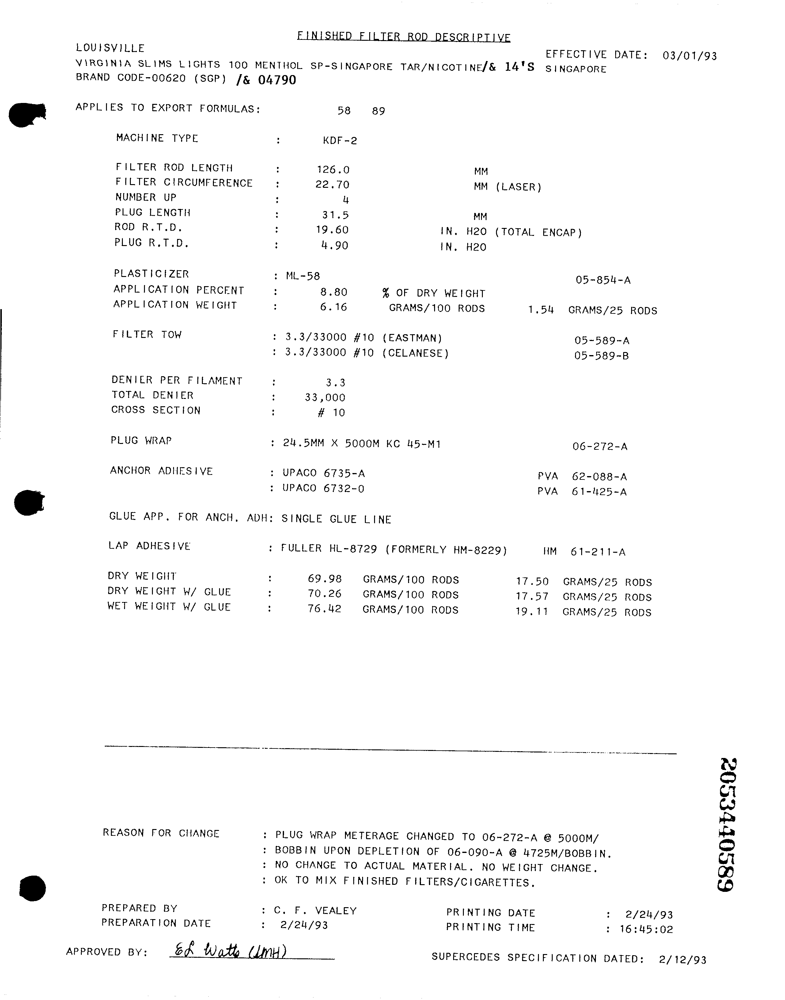 FINISHED FILTER ROD DESCRIPTIVE
LOUISVILLE
EFFECTIVE DATE: 03/01/93
VIRGINIA SLIMS LIGHTS 100 MENTHOL SP-SINGAPORE TAR/NICOTINE/& 14'S SINGAPORE
BRAND CODE-00620 (SGP) /& 04790
APPLIES TO EXPORT FORMULAS: 58 89
MACHINE TYPE : KDF-2
FILTER ROD LENGTH : 126.0 MM
FILTER CIRCUMFERENCE : 22.70 MM (LASER)
NUMBER UP : 4
PLUG LENGTH : 31.5 MM
ROD R.T.D. : 19.60 IN. H2O (TOTAL ENCAP)
PLUG R.T.D. : 4.90 IN. H2O
PLASTICIZER : ML-58 05-854-A
APPLICATION PERCENT : 8.80 % OF DRY WEIGHT
APPLICATION WEIGHT : 6.16 GRAMS/100 RODS 1.54 GRAMS/25 RODS
FILTER TOW : 3.3/33000 #10 (EASTMAN) 05-589-A
: 3.3/33000 #10 (CELANESE) 05-589-B
DENIER PER FILAMENT : 3.3
TOTAL DENIER : 33,000
CROSS SECTION : # 10
PLUG WRAP : 24.5MM X 5000M KC 45-M1 06-272-A
ANCHOR ADHESIVE : UPACO 6735-A PVA 62-088-A
: UPACO 6732-0 PVA 61-425-A
GLUE APP. FOR ANCH. ADH: SINGLE GLUE LINE
LAP ADHESIVE : FULLER HL-8729 (FORMERLY HM-8229) HM 61-211-A
DRY WEIGHT : 69.98 GRAMS/100 RODS 17.50 GRAMS/25 RODS
DRY WEIGHT W/ GLUE : 70.26 GRAMS/100 RODS 17.57 GRAMS/25 RODS
WET WEIGHT W/ GLUE : 76.42 GRAMS/100 RODS 19.11 GRAMS/25 RODS
2053440589
REASON FOR CHANGE : PLUG WRAP METERAGE CHANGED TO 06-272-A @ 5000M/
: BOBBIN UPON DEPLETION OF 06-090-A @ 4725M/BOBBIN.
: NO CHANGE TO ACTUAL MATERIAL. NO WEIGHT CHANGE.
: OK TO MIX FINISHED FILTERS/CIGARETTES.
PREPARED BY : C. F. VEALEY PRINTING DATE : 2/24/93
PREPARATION DATE : 2/24/93 PRINTING TIME : 16:45:02
APPROVED BY: Ed Watts (JMH)
SUPERCEDES SPECIFICATION DATED: 2/12/93